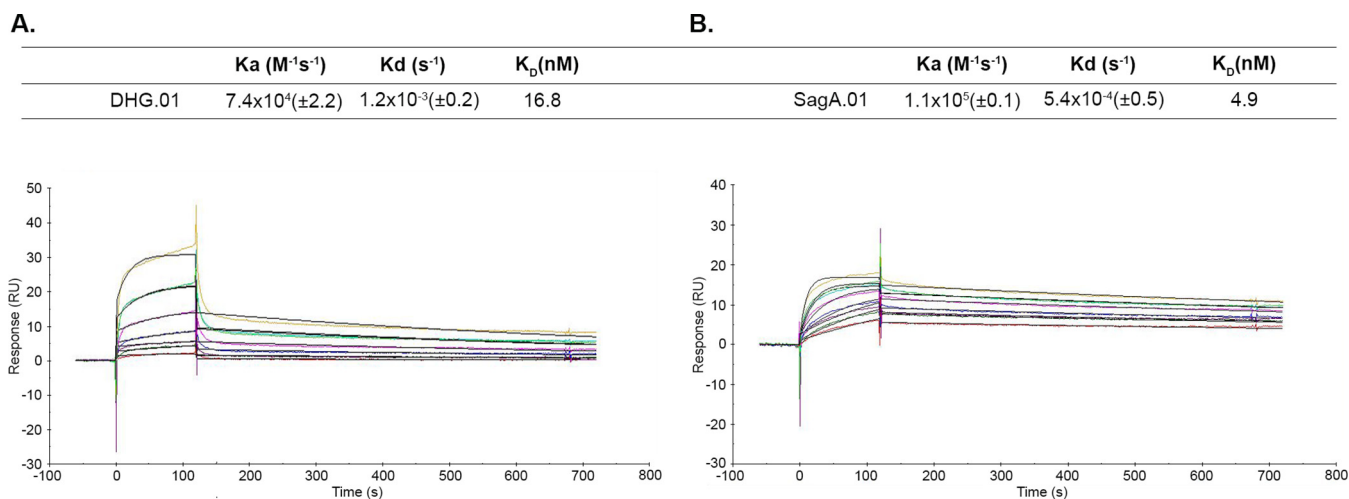 A.
Ka (M⁻¹s⁻¹) Kd (s⁻¹) K_D(nM)
DHG.01 7.4x10⁴(±2.2) 1.2x10⁻³(±0.2) 16.8
50
40
30
20
10
0
-10
-20
-30
Response (RU)
-100 0 100 200 300 400 500 600 700 800
Time (s)
B.
Ka (M⁻¹s⁻¹) Kd (s⁻¹) K_D(nM)
SagA.01 1.1x10⁵(±0.1) 5.4x10⁻⁴(±0.5) 4.9
40
30
20
10
0
-10
-20
-30
Response (RU)
-100 0 100 200 300 400 500 600 700 800
Time (s)